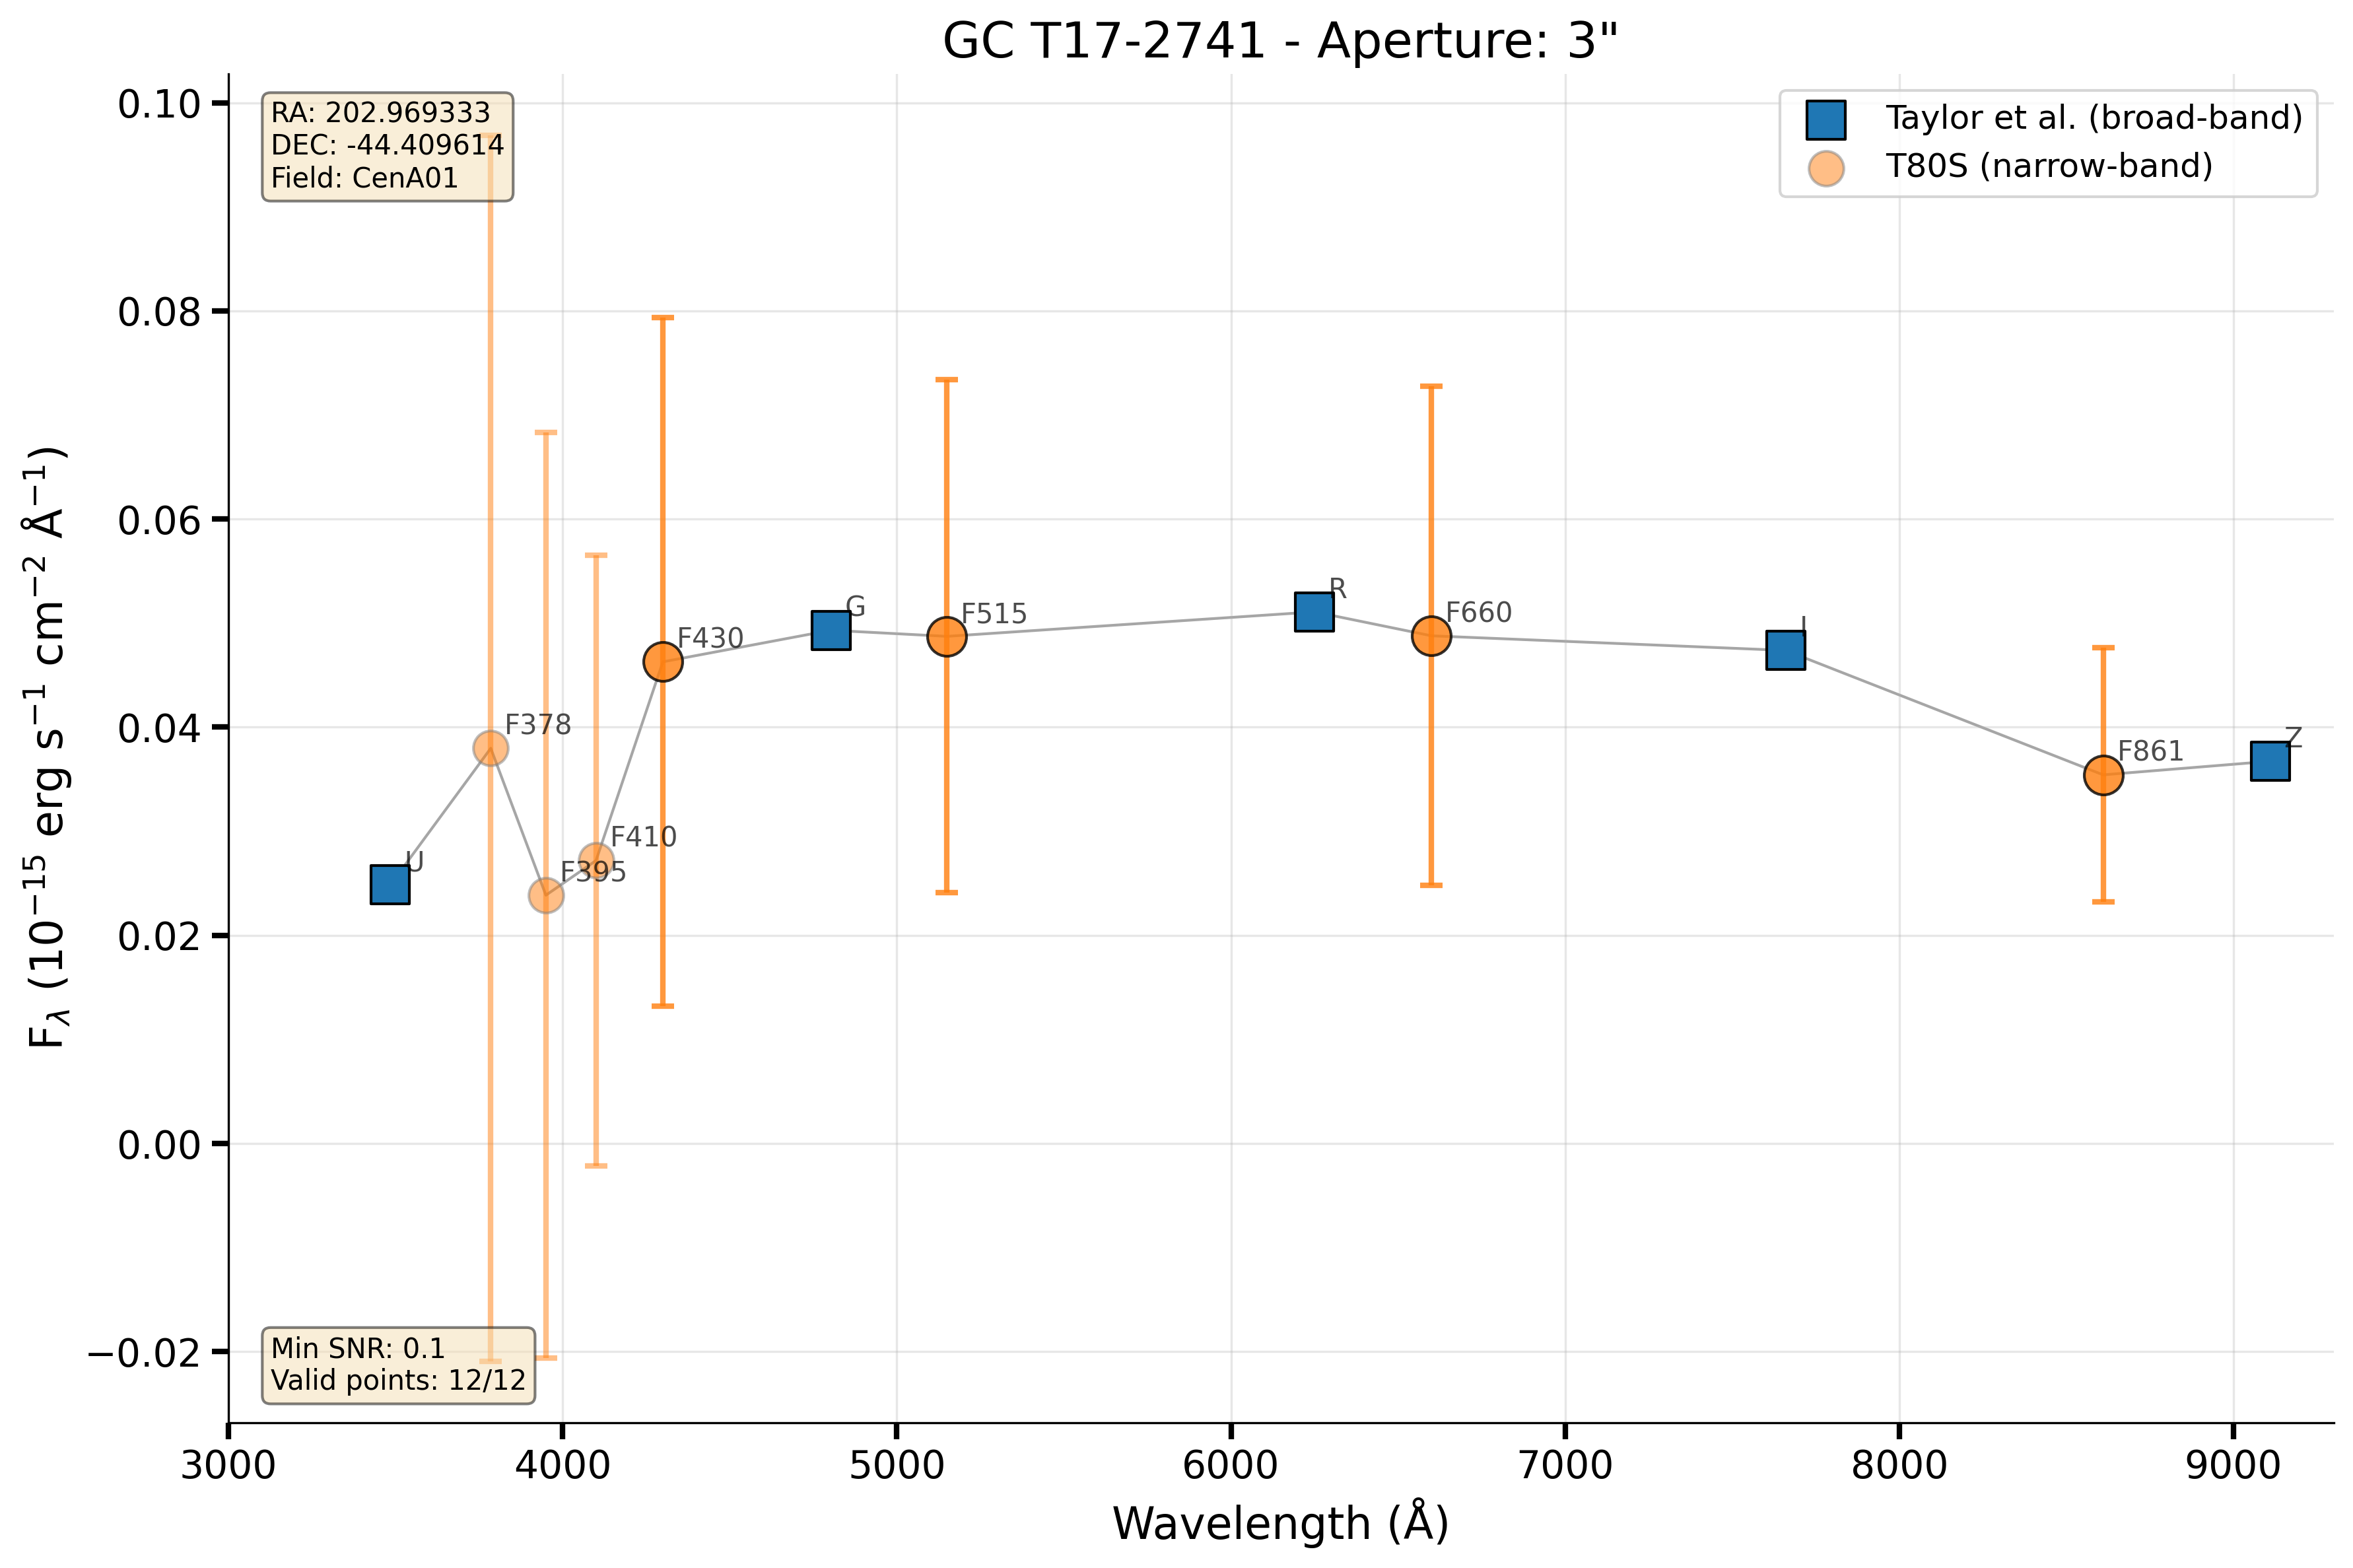 GC T17-2741 - Aperture: 3"
RA: 202.969333
DEC: -44.409614
Field: CenA01
Taylor et al. (broad-band)
T80S (narrow-band)
0.10
0.08
0.06
0.04
0.02
0.00
−0.02
F_λ (10⁻¹⁵ erg s⁻¹ cm⁻² Å⁻¹)
U
F378
F395
F410
F430
G
F515
R
F660
I
F861
Z
Min SNR: 0.1
Valid points: 12/12
3000 4000 5000 6000 7000 8000 9000
Wavelength (Å)